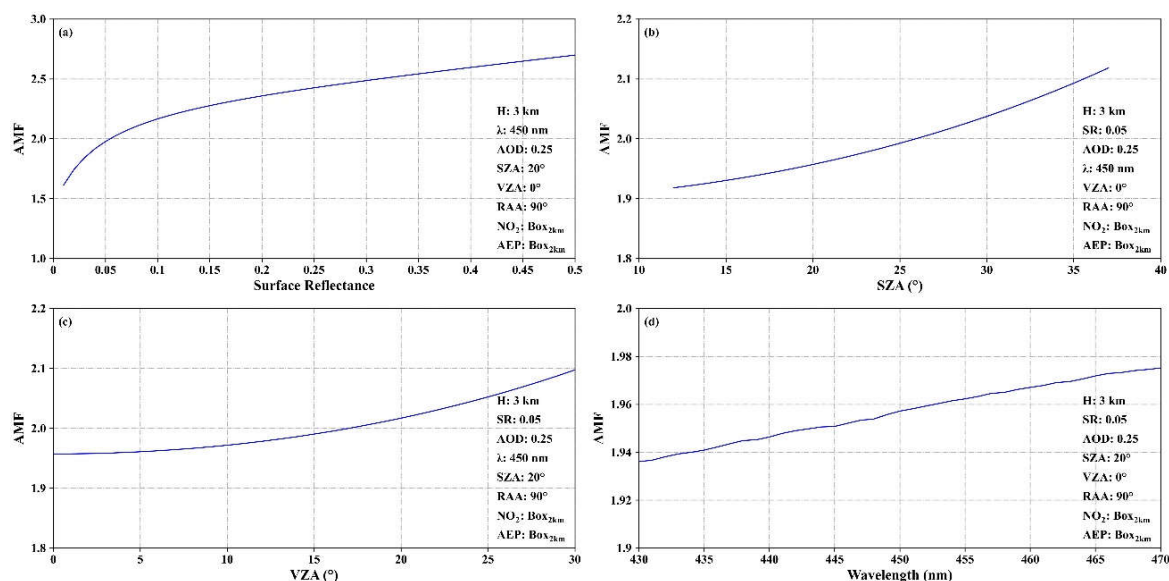 (a)
3.0
2.5
2.0
1.5
1.0
AMF
0
0.05
0.1
0.15
0.2
0.25
0.3
0.35
0.4
0.45
0.5
Surface Reflectance
H: 3 km
λ: 450 nm
AOD: 0.25
SZA: 20°
VZA: 0°
RAA: 90°
NO₂: Box₂ₖₘ
AEP: Box₂ₖₘ
(b)
2.2
2.1
2.0
1.9
1.8
AMF
10
15
20
25
30
35
40
SZA (°)
H: 3 km
SR: 0.05
AOD: 0.25
λ: 450 nm
VZA: 0°
RAA: 90°
NO₂: Box₂ₖₘ
AEP: Box₂ₖₘ
(c)
2.2
2.1
2.0
1.9
1.8
AMF
0
5
10
15
20
25
30
VZA (°)
H: 3 km
SR: 0.05
AOD: 0.25
λ: 450 nm
SZA: 20°
RAA: 90°
NO₂: Box₂ₖₘ
AEP: Box₂ₖₘ
(d)
2.0
1.98
1.96
1.94
1.92
1.9
AMF
430
435
440
445
450
455
460
465
470
Wavelength (nm)
H: 3 km
SR: 0.05
AOD: 0.25
SZA: 20°
VZA: 0°
RAA: 90°
NO₂: Box₂ₖₘ
AEP: Box₂ₖₘ